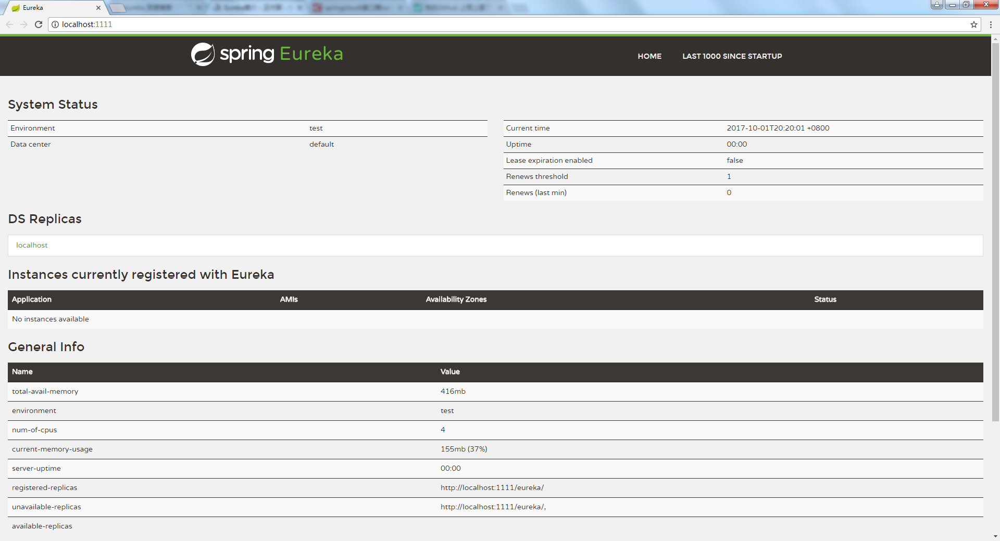 Eureka
localhost:1111
spring Eureka
HOME LAST 1000 SINCE STARTUP
System Status
Environment test
Data center default
Current time 2017-10-01T20:20:01 +0800
Uptime 00:00
Lease expiration enabled false
Renews threshold 1
Renews (last min) 0
DS Replicas
localhost
Instances currently registered with Eureka
Application AMIs Availability Zones Status
No instances available
General Info
Name Value
total-avail-memory 416mb
environment test
num-of-cpus 4
current-memory-usage 155mb (37%)
server-uptime 00:00
registered-replicas http://localhost:1111/eureka/
unavailable-replicas http://localhost:1111/eureka/,
available-replicas